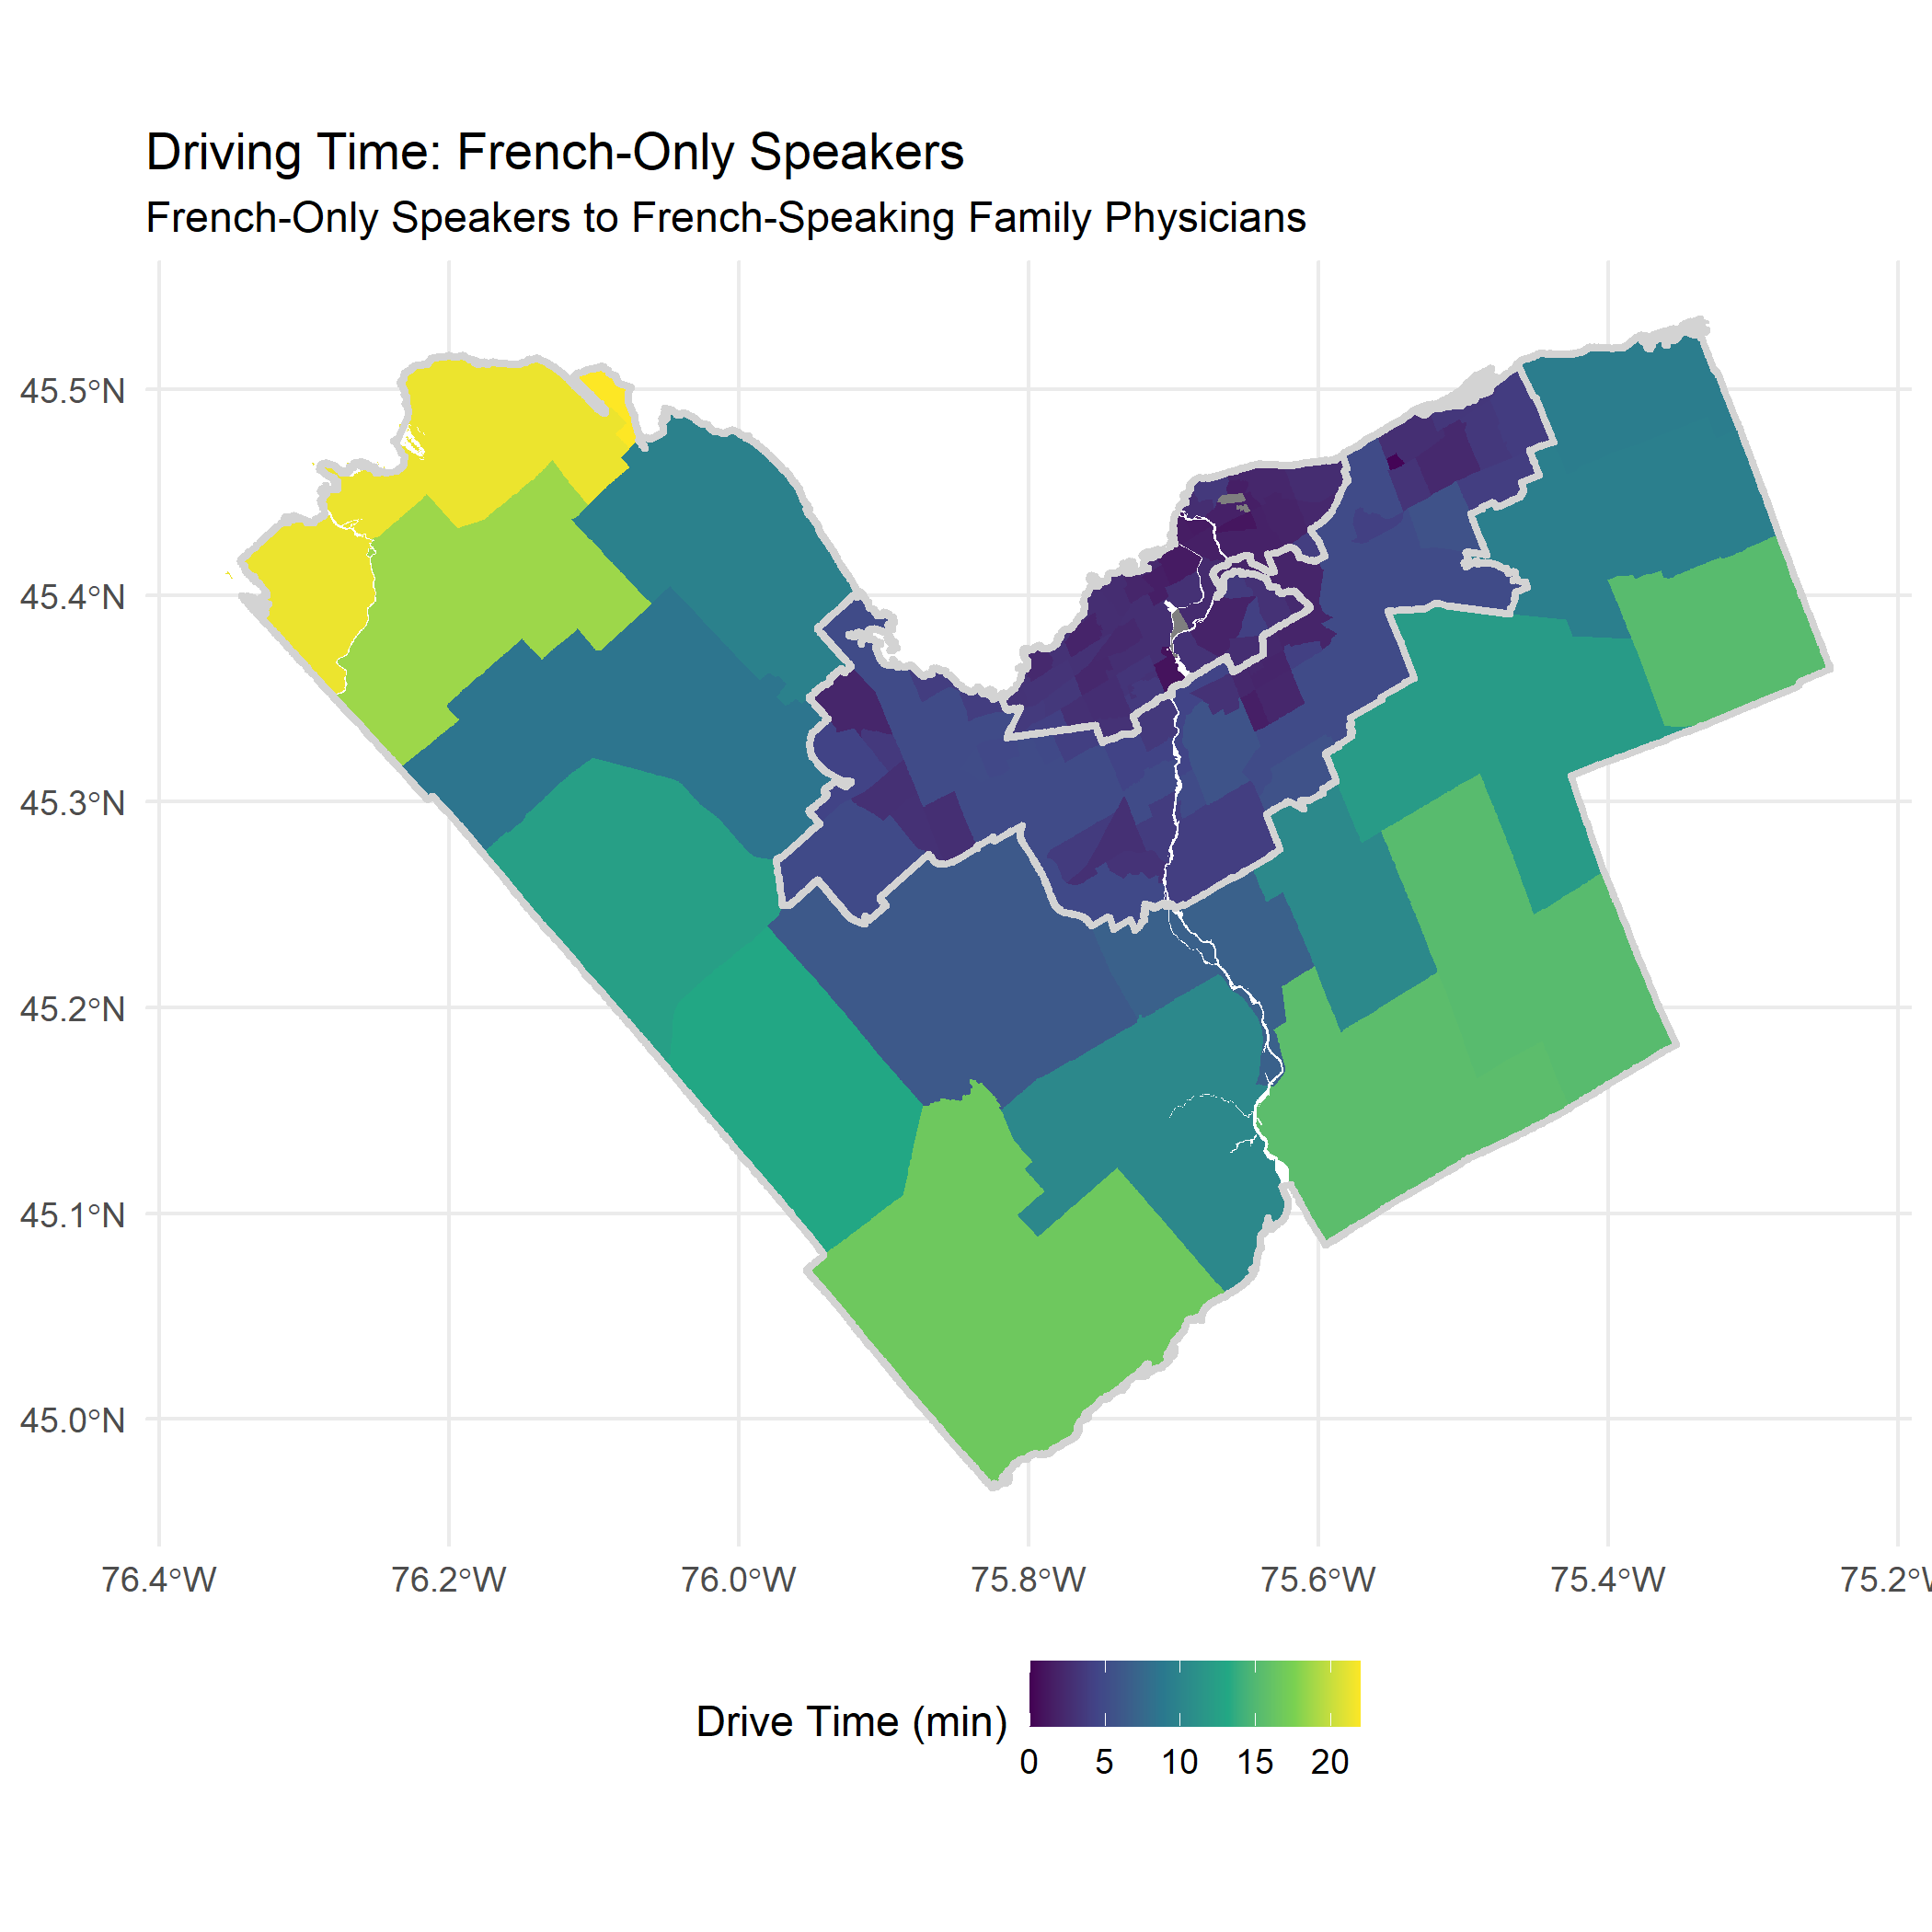 Driving Time: French-Only Speakers
French-Only Speakers to French-Speaking Family Physicians
45.5°N
45.4°N
45.3°N
45.2°N
45.1°N
45.0°N
76.4°W 76.2°W 76.0°W 75.8°W 75.6°W 75.4°W 75.2°W
Drive Time (min)
0 5 10 15 20